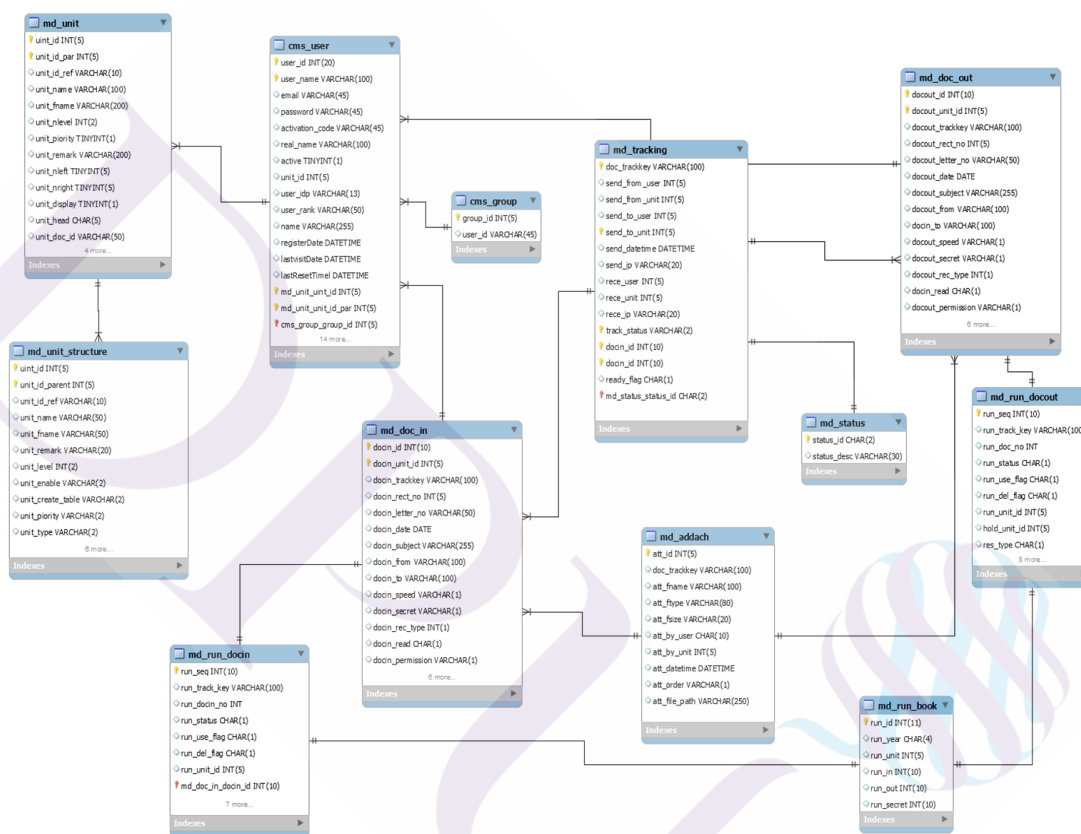 md_unit
uint_id INT(5)
unit_id_par INT(5)
unit_id_ref VARCHAR(10)
unit_name VARCHAR(100)
unit_fname VARCHAR(200)
unit_nlevel INT(2)
unit_piority TINYINT(1)
unit_remark VARCHAR(200)
unit_nleft TINYINT(5)
unit_nright TINYINT(5)
unit_display TINYINT(1)
unit_head CHAR(5)
unit_doc_id VARCHAR(50)
4 more...
Indexes
cms_user
user_id INT(20)
user_name VARCHAR(100)
email VARCHAR(45)
password VARCHAR(45)
activation_code VARCHAR(45)
real_name VARCHAR(100)
active TINYINT(1)
unit_id INT(5)
user_idp VARCHAR(13)
user_rank VARCHAR(50)
name VARCHAR(255)
registerDate DATETIME
lastvisitDate DATETIME
lastResetTimel DATETIME
md_unit_uint_id INT(5)
md_unit_unit_id_par INT(5)
cms_group_group_id INT(5)
14 more...
Indexes
cms_group
group_id INT(5)
user_id VARCHAR(45)
Indexes
md_tracking
doc_trackkey VARCHAR(100)
send_from_user INT(5)
send_from_unit INT(5)
send_to_user INT(5)
send_to_unit INT(5)
send_datetime DATETIME
send_ip VARCHAR(20)
rece_user INT(5)
rece_unit INT(5)
rece_ip VARCHAR(20)
track_status VARCHAR(2)
docin_id INT(10)
docin_id INT(10)
ready_flag CHAR(1)
md_status_status_id CHAR(2)
Indexes
md_doc_out
docout_id INT(10)
docout_unit_id INT(5)
docout_trackkey VARCHAR(100)
docout_rect_no INT(5)
docout_letter_no VARCHAR(50)
docout_date DATE
docout_subject VARCHAR(255)
docout_from VARCHAR(100)
docin_to VARCHAR(100)
docout_speed VARCHAR(1)
docout_secret VARCHAR(1)
docout_rec_type INT(1)
docin_read CHAR(1)
docout_permission VARCHAR(1)
6 more...
Indexes
md_unit_structure
uint_id INT(5)
unit_id_parent INT(5)
unit_id_ref VARCHAR(10)
unit_name VARCHAR(50)
unit_fname VARCHAR(50)
unit_remark VARCHAR(20)
unit_level INT(2)
unit_enable VARCHAR(2)
unit_create_table VARCHAR(2)
unit_piority VARCHAR(2)
unit_type VARCHAR(2)
6 more...
Indexes
md_doc_in
docin_id INT(10)
docin_unit_id INT(5)
docin_trackkey VARCHAR(100)
docin_rect_no INT(5)
docin_letter_no VARCHAR(50)
docin_date DATE
docin_subject VARCHAR(255)
docin_from VARCHAR(100)
docin_to VARCHAR(100)
docin_speed VARCHAR(1)
docin_secret VARCHAR(1)
docin_rec_type INT(1)
docin_read CHAR(1)
docin_permission VARCHAR(1)
6 more...
Indexes
md_status
status_id CHAR(2)
status_desc VARCHAR(30)
Indexes
md_run_docout
run_seq INT(10)
run_track_key VARCHAR(100
run_doc_no INT
run_status CHAR(1)
run_use_flag CHAR(1)
run_del_flag CHAR(1)
run_unit_id INT(5)
hold_unit_id INT(5)
res_type CHAR(1)
8 more...
Indexes
md_addach
att_id INT(5)
doc_trackkey VARCHAR(100)
att_fname VARCHAR(100)
att_ftype VARCHAR(80)
att_fsize VARCHAR(20)
att_by_user CHAR(10)
att_by_unit INT(5)
att_datetime DATETIME
att_order VARCHAR(1)
att_file_path VARCHAR(250)
Indexes
md_run_docin
run_seq INT(10)
run_track_key VARCHAR(100)
run_docin_no INT
run_status CHAR(1)
run_use_flag CHAR(1)
run_del_flag CHAR(1)
run_unit_id INT(5)
md_doc_in_docin_id INT(10)
7 more...
Indexes
md_run_book
run_id INT(11)
run_year CHAR(4)
run_unit INT(5)
run_in INT(10)
run_out INT(10)
run_secret INT(10)
Indexes